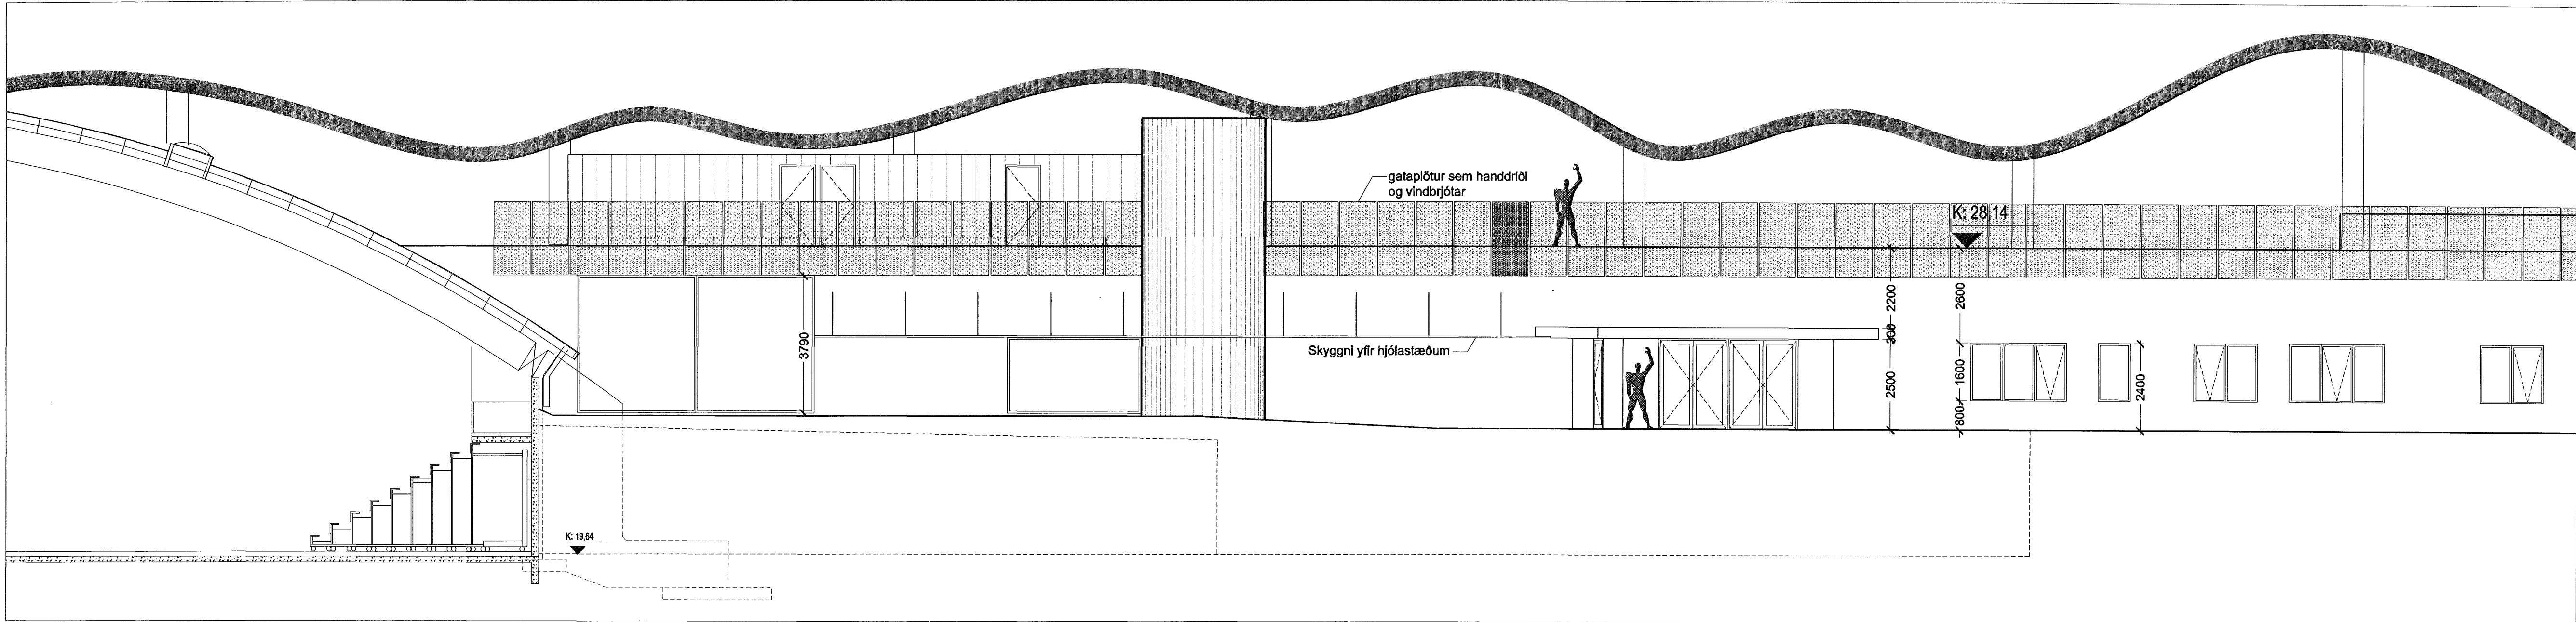 gataplötur sem handdriði
og vindbrjótar
K: 28,14
3790
Skyggni yfir hjólastæðum
2200
300
2500
2600
1600
800
2400
K: 19,64